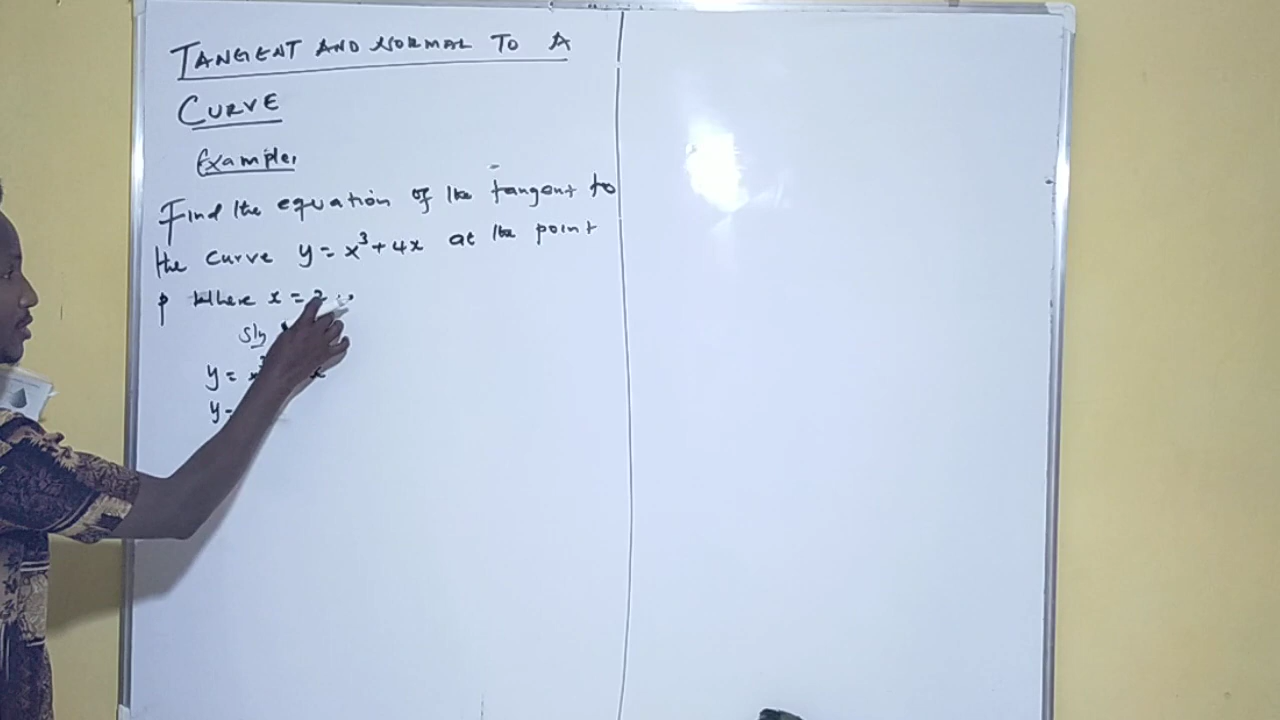 TANGENT AND NORMAL TO A
CURVE
Example
Find the equation of the tangent to
the curve y = x³ + 4x at the point
p where x =
Sln
y = x
y =